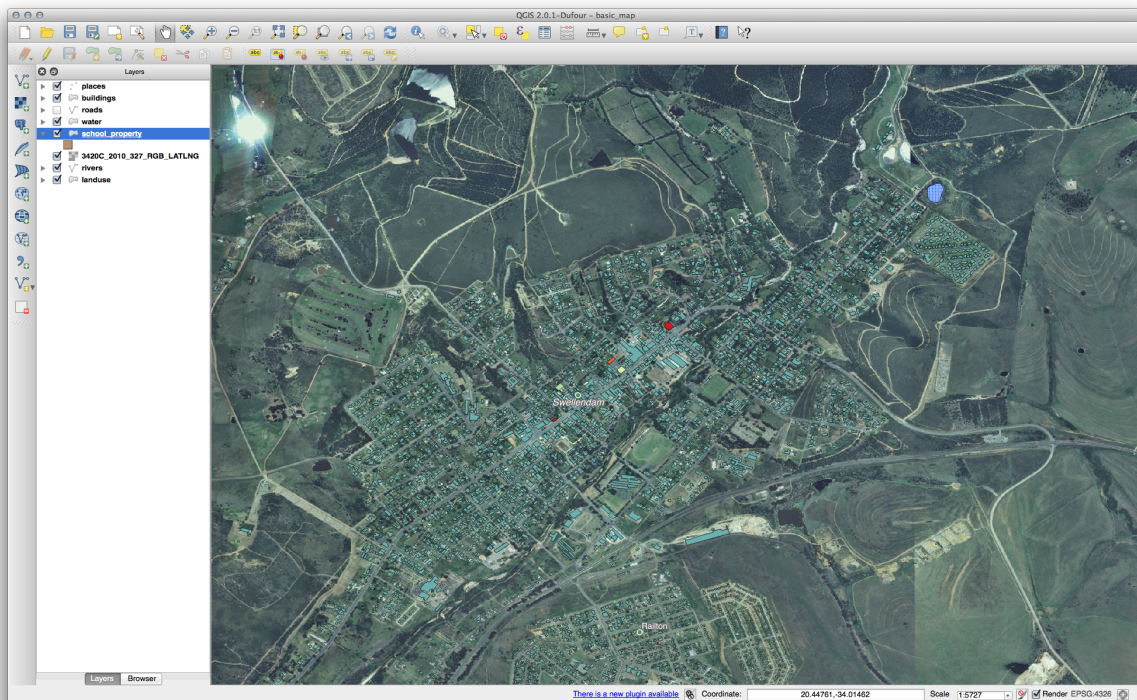 QGIS 2.0.1-Dufour - basic_map
Layers
places
buildings
roads
water
school_property
3420C_2010_327_RGB_LATLNG
rivers
landuse
Swellendam
Railton
Layers Browser
There is a new plugin available Coordinate: 20.44761,-34.01462 Scale 1:5727 Render EPSG:4326